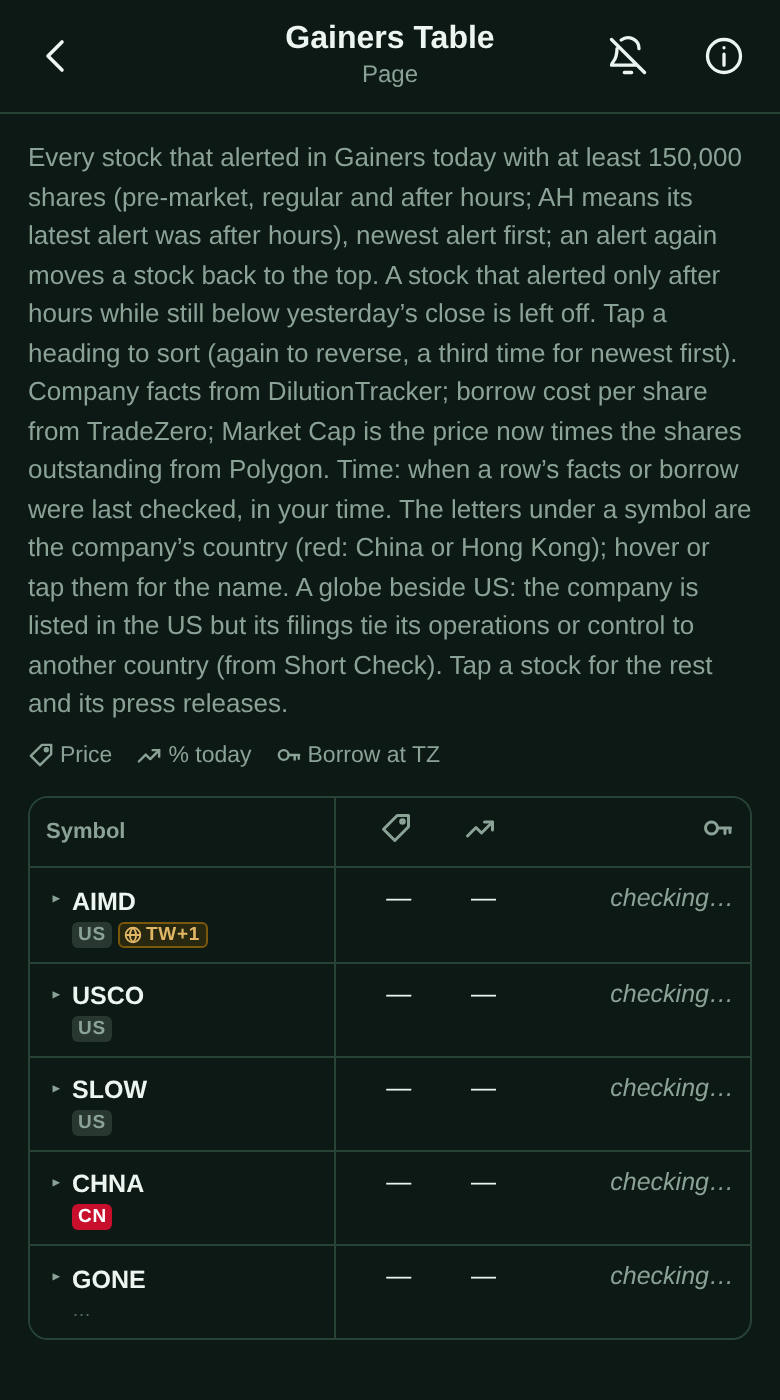 Gainers Table
Page
Every stock that alerted in Gainers today with at least 150,000
shares (pre-market, regular and after hours; AH means its
latest alert was after hours), newest alert first; an alert again
moves a stock back to the top. A stock that alerted only after
hours while still below yesterday’s close is left off. Tap a
heading to sort (again to reverse, a third time for newest first).
Company facts from DilutionTracker; borrow cost per share
from TradeZero; Market Cap is the price now times the shares
outstanding from Polygon. Time: when a row’s facts or borrow
were last checked, in your time. The letters under a symbol are
the company’s country (red: China or Hong Kong); hover or
tap them for the name. A globe beside US: the company is
listed in the US but its filings tie its operations or control to
another country (from Short Check). Tap a stock for the rest
and its press releases.
Price % today Borrow at TZ
Symbol
AIMD — — checking…
US TW+1
USCO — — checking…
US
SLOW — — checking…
US
CHNA — — checking…
CN
GONE — — checking…
…